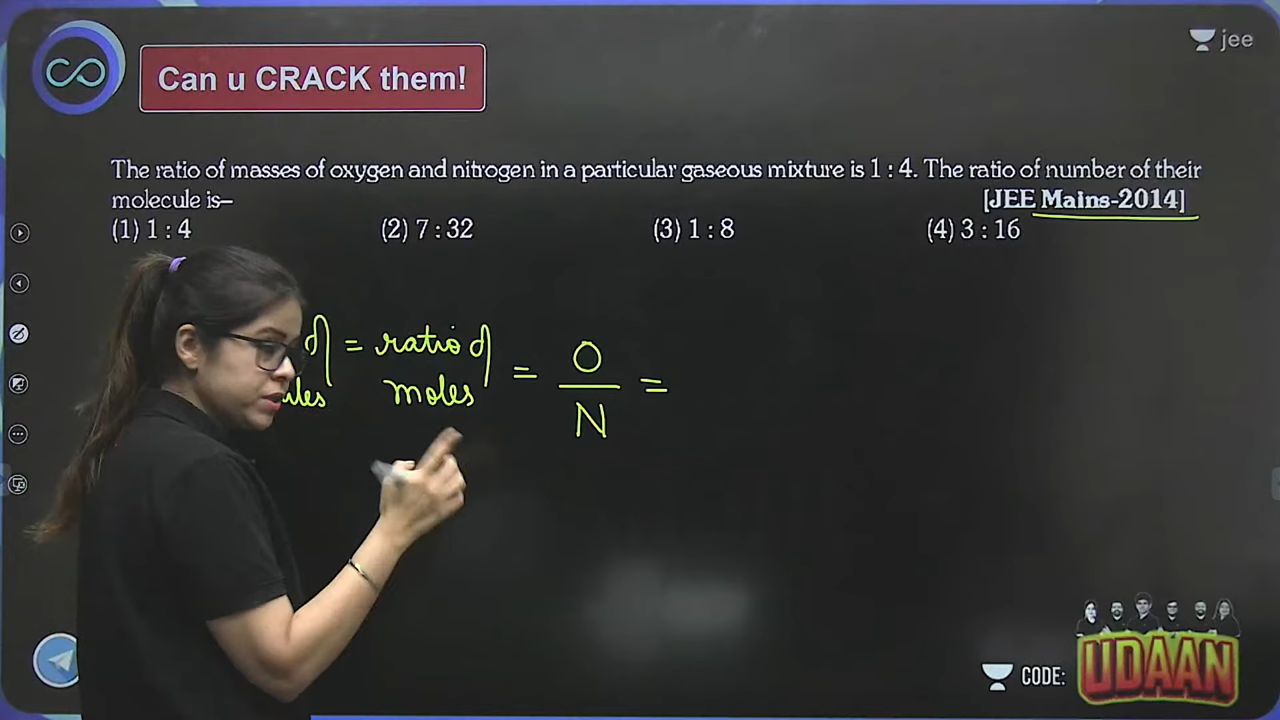 jee
Can u CRACK them!
The ratio of masses of oxygen and nitrogen in a particular gaseous mixture is 1 : 4. The ratio of number of their
molecule is–
[JEE Mains-2014]
(1) 1 : 4
(2) 7 : 32
(3) 1 : 8
(4) 3 : 16
= ratio of = O =
moles
N
CODE: UDAAN